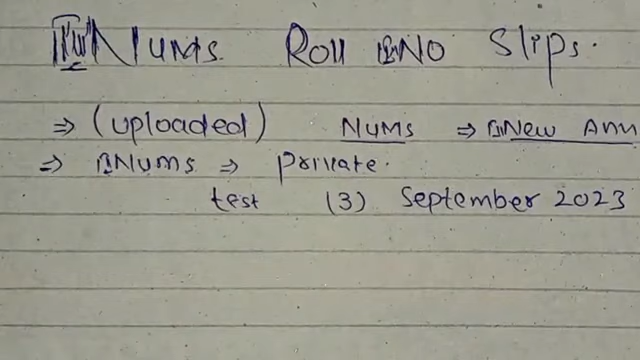 Nums Roll No Slips.
⇒ (uploaded) Nums ⇒ New Ann
⇒ Nums ⇒ Private.
test (3) September 2023